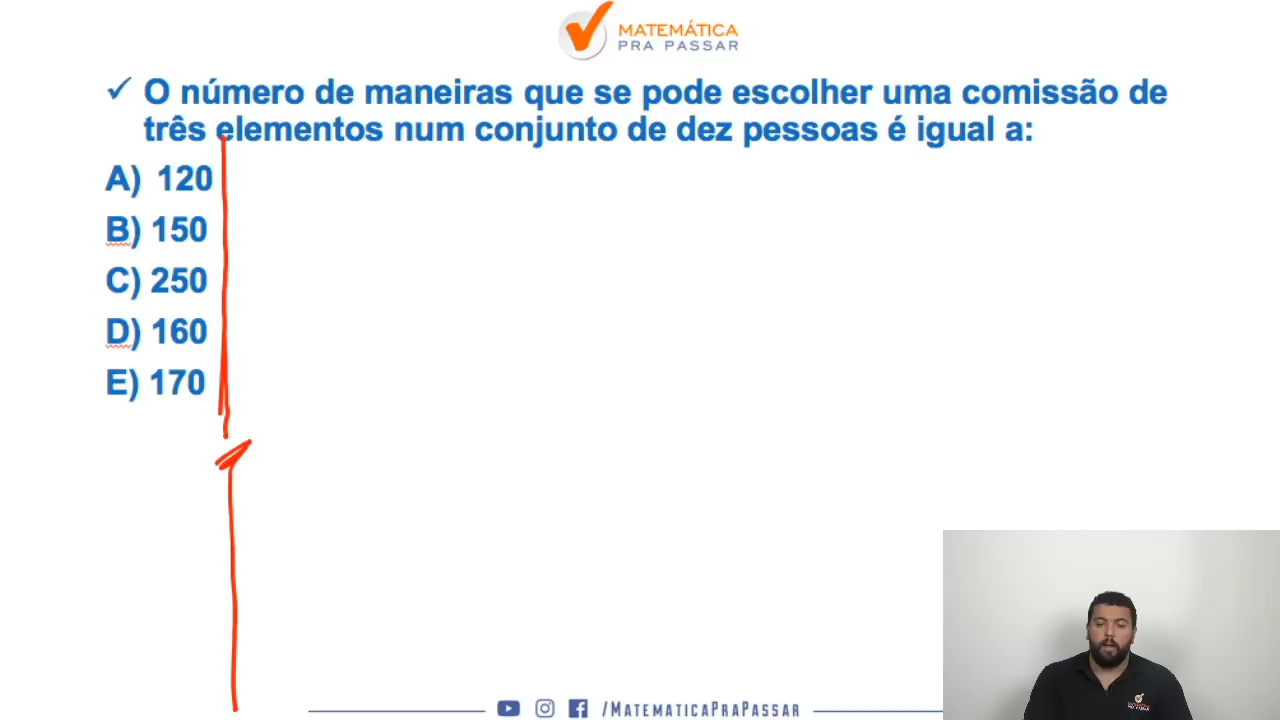 MATEMÁTICA
PRA PASSAR
✓ O número de maneiras que se pode escolher uma comissão de
três elementos num conjunto de dez pessoas é igual a:
A) 120
B) 150
C) 250
D) 160
E) 170
/MATEMATICAPRAPASSAR